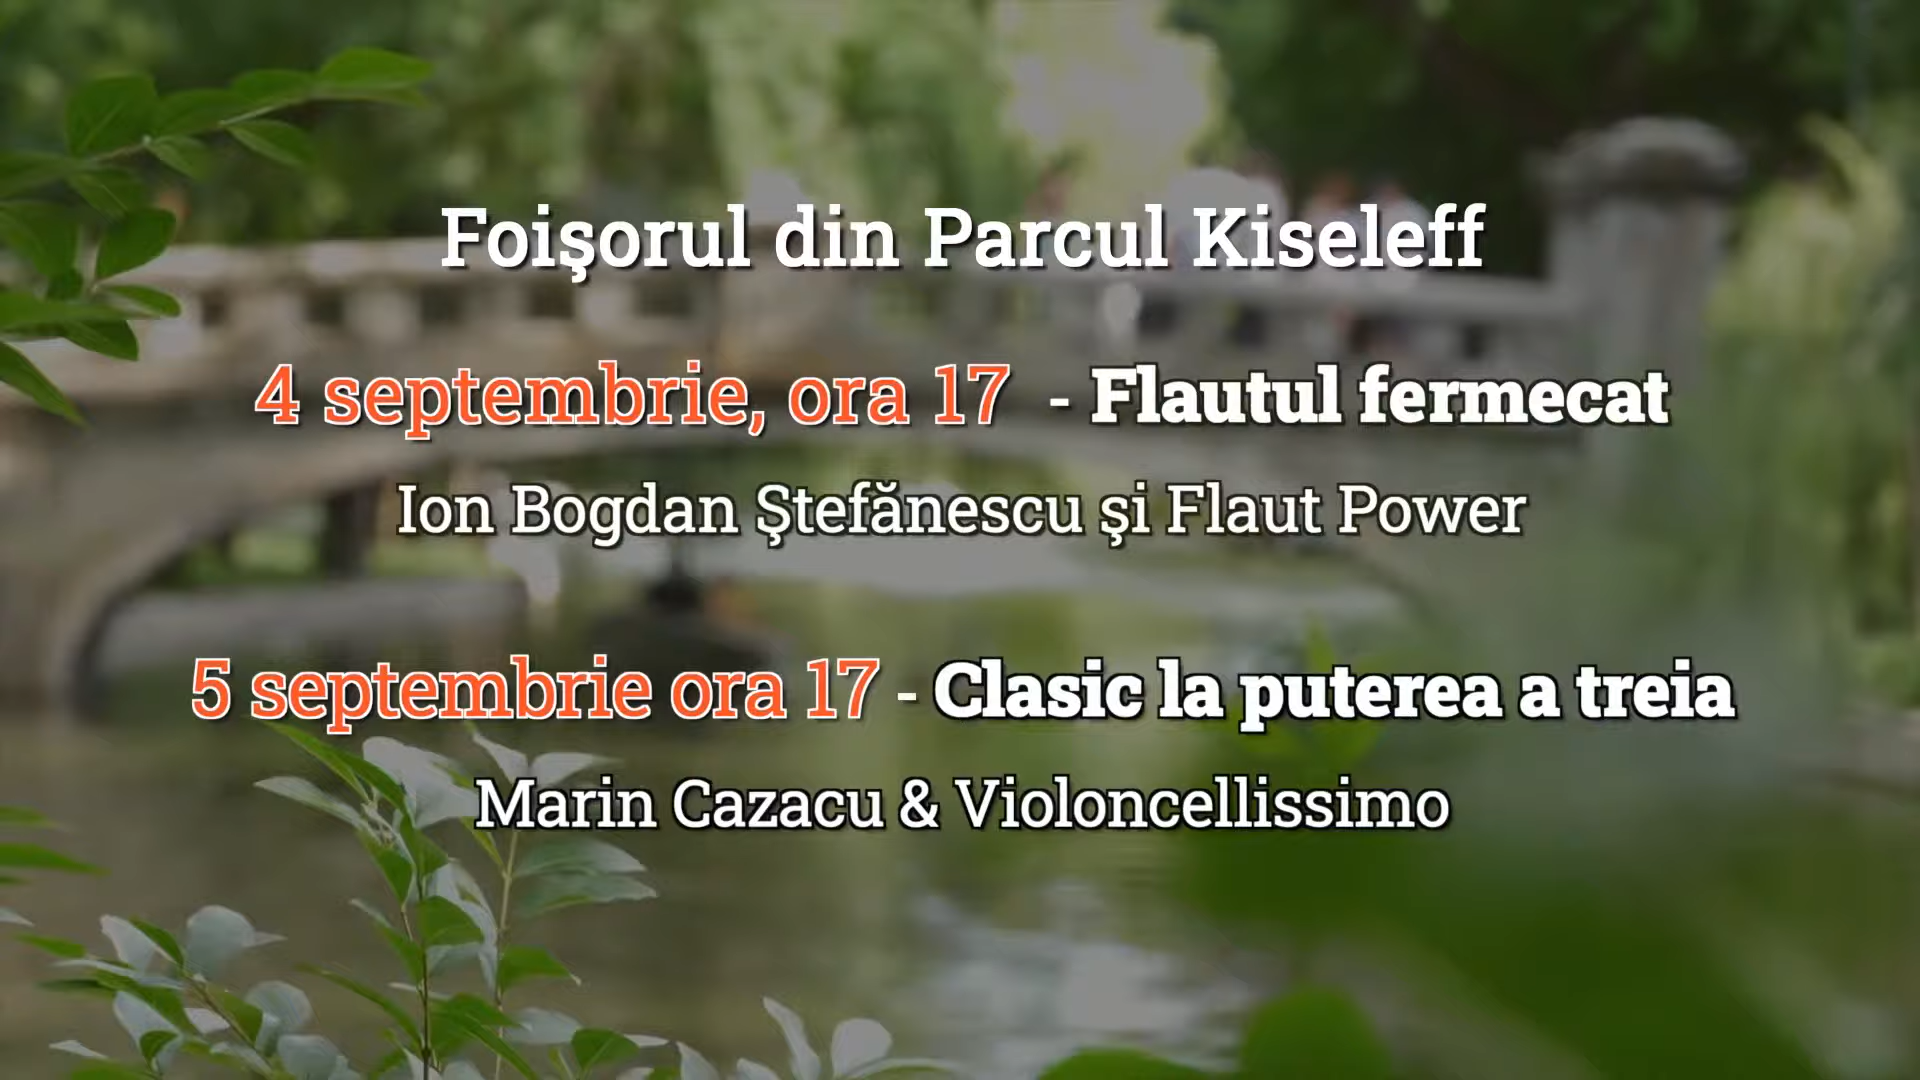 Foişorul din Parcul Kiseleff
4 septembrie, ora 17 - Flautul fermecat
Ion Bogdan Ştefănescu şi Flaut Power
5 septembrie ora 17 - Clasic la puterea a treia
Marin Cazacu & Violoncellissimo